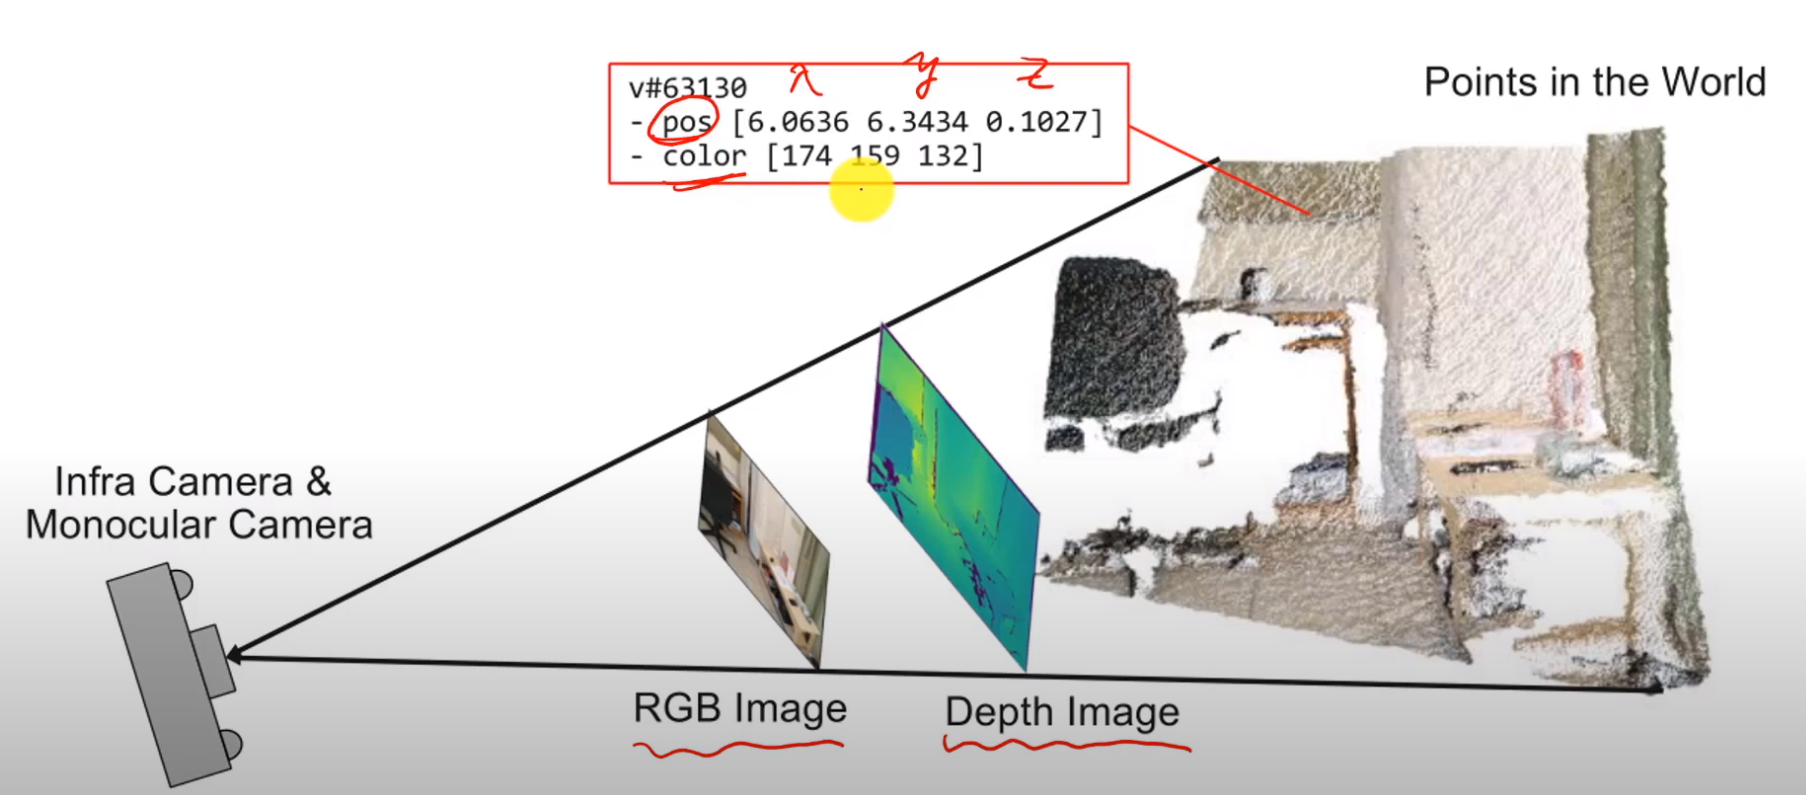 x y z
v#63130
- pos [6.0636 6.3434 0.1027]
- color [174 159 132]
Points in the World
Infra Camera &
Monocular Camera
RGB Image
Depth Image